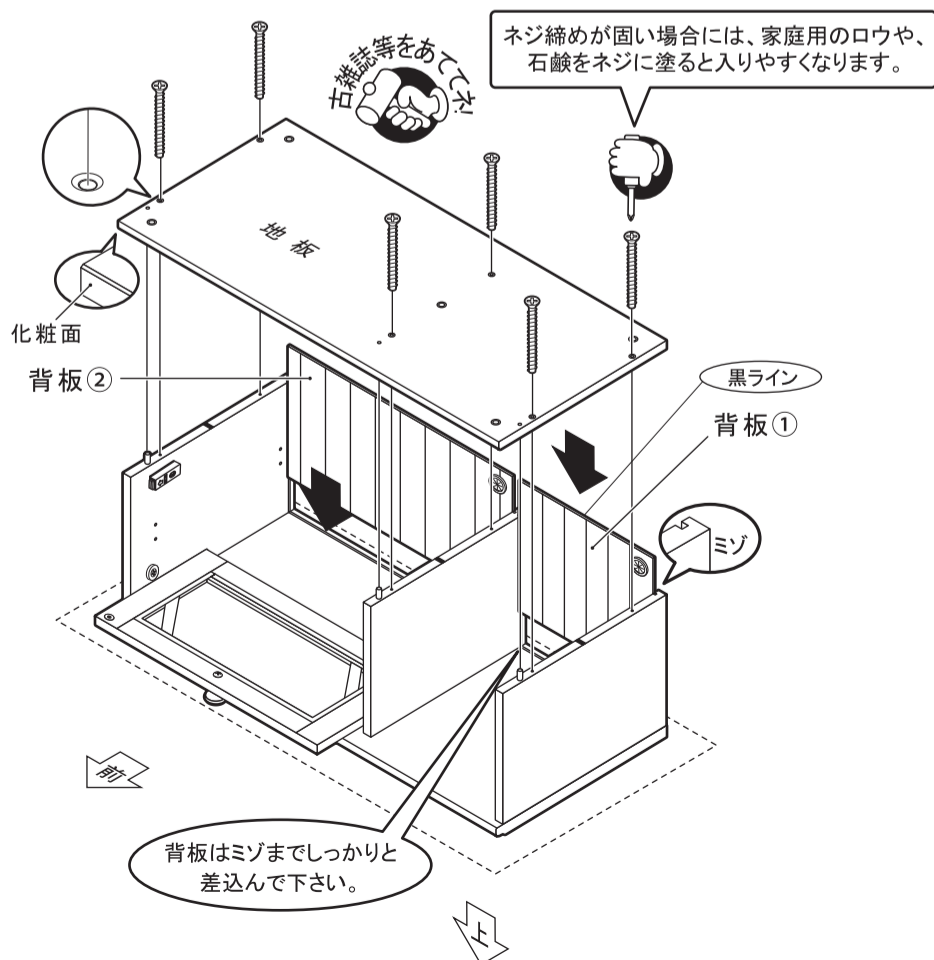 古雑誌等をあててネ!
ネジ締めが固い場合には、家庭用のロウや、
石鹸をネジに塗ると入りやすくなります。
地板
化粧面
背板②
黒ライン
背板①
ミゾ
前
背板はミゾまでしっかりと
差込んで下さい。
上